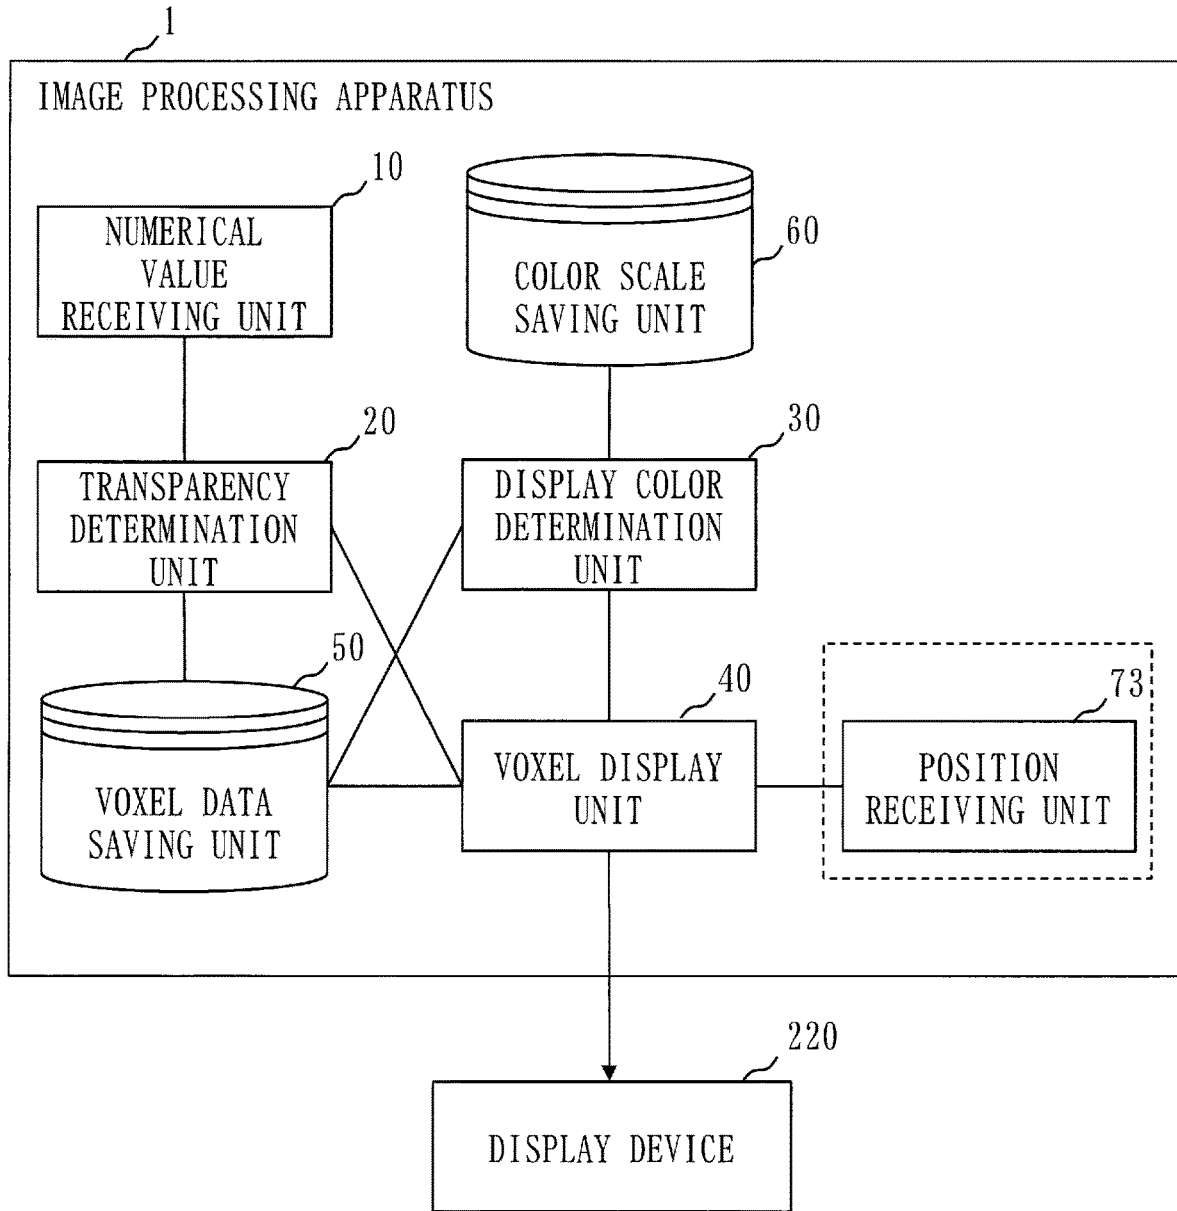 1
IMAGE PROCESSING APPARATUS
10
NUMERICAL
VALUE
RECEIVING UNIT
60
COLOR SCALE
SAVING UNIT
20
TRANSPARENCY
DETERMINATION
UNIT
30
DISPLAY COLOR
DETERMINATION
UNIT
50
VOXEL DATA
SAVING UNIT
40
VOXEL DISPLAY
UNIT
73
POSITION
RECEIVING UNIT
220
DISPLAY DEVICE